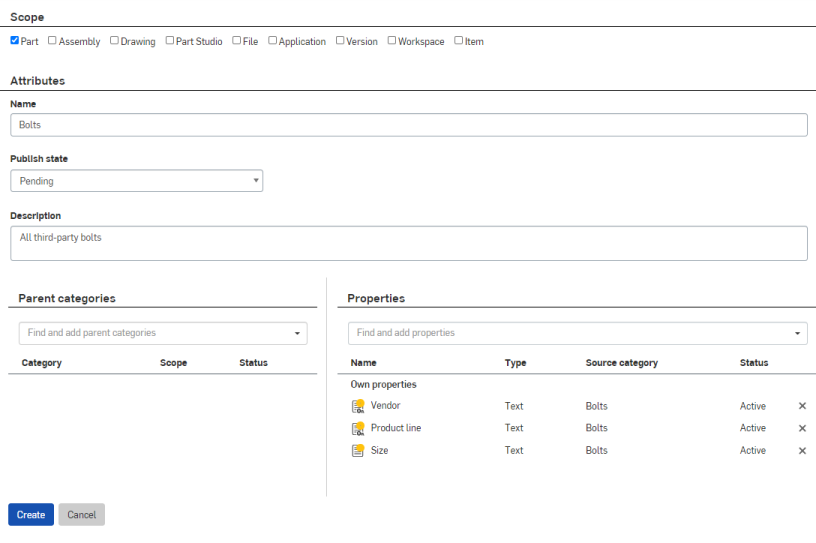 Scope
Part Assembly Drawing Part Studio File Application Version Workspace Item
Attributes
Name
Bolts
Publish state
Pending
Description
All third-party bolts
Parent categories
Find and add parent categories
Category Scope Status
Properties
Find and add properties
Name Type Source category Status
Own properties
Vendor Text Bolts Active
Product line Text Bolts Active
Size Text Bolts Active
Create Cancel